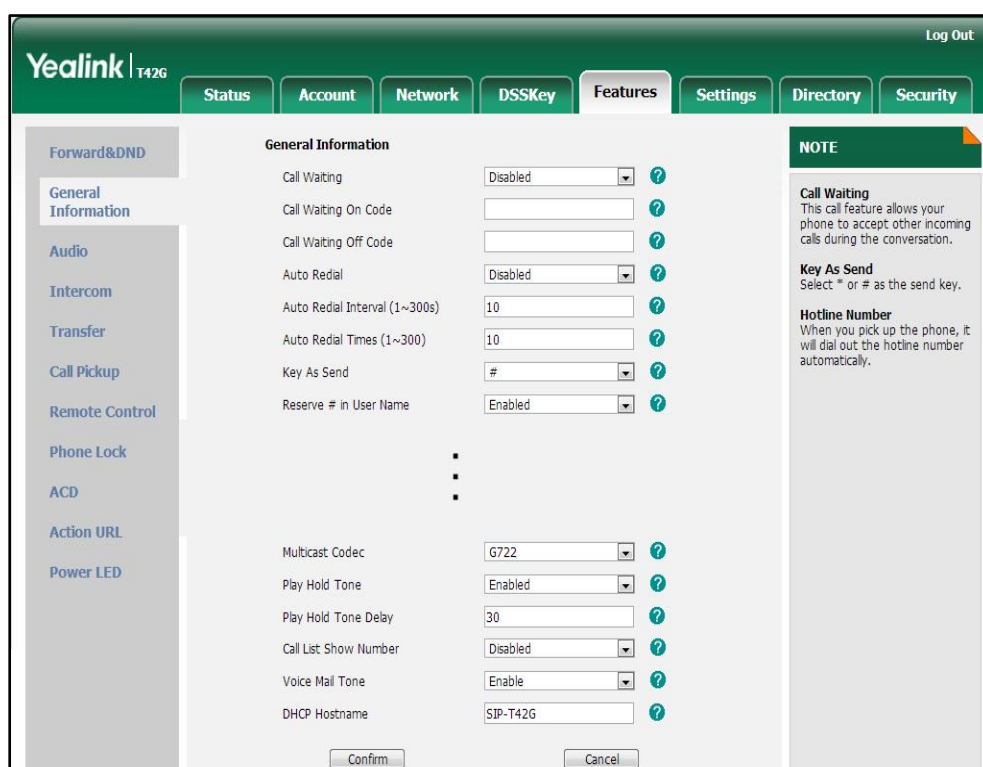 Log Out
Yealink T42G
Status Account Network DSSKey Features Settings Directory Security
Forward&DND
General
Information
Audio
Intercom
Transfer
Call Pickup
Remote Control
Phone Lock
ACD
Action URL
Power LED
General Information
Call Waiting Disabled ?
Call Waiting On Code ?
Call Waiting Off Code ?
Auto Redial Disabled ?
Auto Redial Interval (1~300s) 10 ?
Auto Redial Times (1~300) 10 ?
Key As Send # ?
Reserve # in User Name Enabled ?
Multicast Codec G722 ?
Play Hold Tone Enabled ?
Play Hold Tone Delay 30 ?
Call List Show Number Disabled ?
Voice Mail Tone Enable ?
DHCP Hostname SIP-T42G ?
Confirm Cancel
NOTE
Call Waiting
This call feature allows your
phone to accept other incoming
calls during the conversation.
Key As Send
Select * or # as the send key.
Hotline Number
When you pick up the phone, it
will dial out the hotline number
automatically.